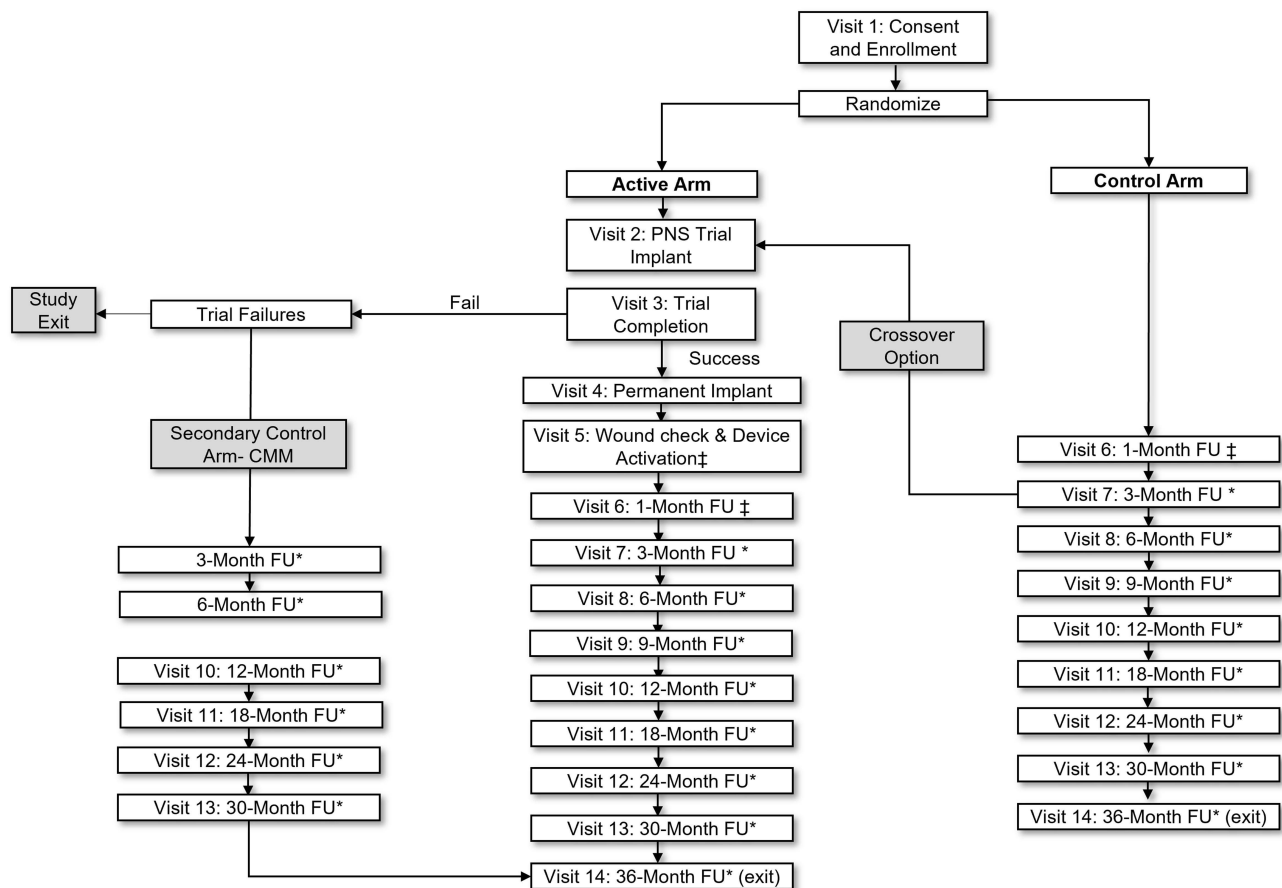 Visit 1: Consent
and Enrollment
Randomize
Active Arm
Control Arm
Visit 2: PNS Trial
Implant
Study
Exit
Trial Failures
Fail
Visit 3: Trial
Completion
Crossover
Option
Success
Visit 4: Permanent Implant
Secondary Control
Arm- CMM
Visit 5: Wound check & Device
Activation‡
Visit 6: 1-Month FU ‡
Visit 7: 3-Month FU *
Visit 8: 6-Month FU*
Visit 9: 9-Month FU*
Visit 10: 12-Month FU*
Visit 11: 18-Month FU*
Visit 12: 24-Month FU*
Visit 13: 30-Month FU*
Visit 14: 36-Month FU* (exit)
3-Month FU*
6-Month FU*
Visit 10: 12-Month FU*
Visit 11: 18-Month FU*
Visit 12: 24-Month FU*
Visit 13: 30-Month FU*
Visit 6: 1-Month FU ‡
Visit 7: 3-Month FU *
Visit 8: 6-Month FU*
Visit 9: 9-Month FU*
Visit 10: 12-Month FU*
Visit 11: 18-Month FU*
Visit 12: 24-Month FU*
Visit 13: 30-Month FU*
Visit 14: 36-Month FU* (exit)